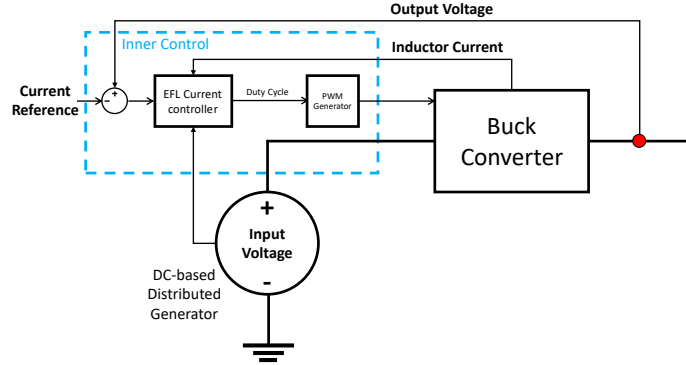 Output Voltage
Inner Control
Inductor Current
Current
Reference
+
-
EFL Current
controller
Duty Cycle
PWM
Generator
Buck
Converter
+
Input
Voltage
-
DC-based
Distributed
Generator